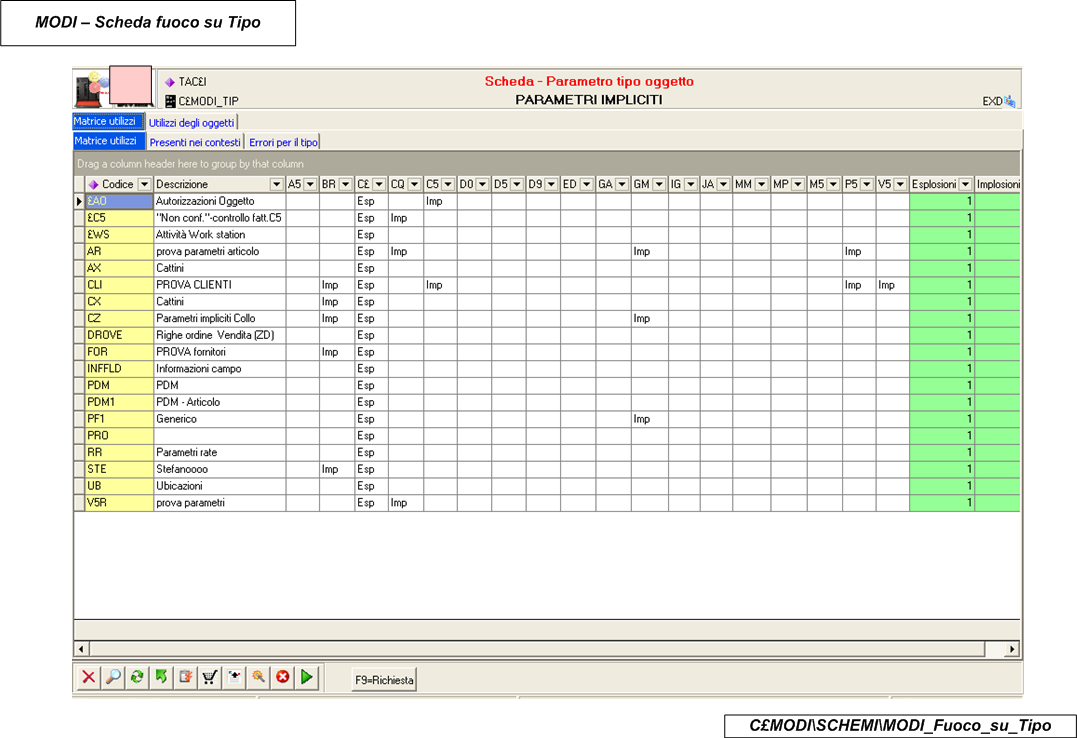 MODI – Scheda fuoco su Tipo
TAC£I
Scheda - Parametro tipo oggetto
C£MODI_TIP
PARAMETRI IMPLICITI
EXD
Matrice utilizzi Utilizzi degli oggetti
Matrice utilizzi Presenti nei contesti Errori per il tipo
Drag a column header here to group by that column
Codice Descrizione A5 BR C£ CQ C5 D0 D5 D9 ED GA GM IG JA MM MP M5 P5 V5 Esplosioni Implosioni
£AO Autorizzazioni Oggetto Esp Imp 1
£C5 "Non conf."-controllo fatt.C5 Esp Imp 1
£WS Attività Work station Esp 1
AR prova parametri articolo Esp Imp Imp Imp 1
AX Cattini Esp 1
CLI PROVA CLIENTI Imp Esp Imp Imp Imp 1
CX Cattini Imp Esp 1
CZ Parametri impliciti Collo Imp Esp Imp 1
DROVE Righe ordine Vendita (ZD) Esp 1
FOR PROVA fornitori Imp Esp 1
INFFLD Informazioni campo Esp 1
PDM PDM Esp 1
PDM1 PDM - Articolo Esp 1
PF1 Generico Esp Imp 1
PRO Esp 1
RR Parametri rate Esp 1
STE Stefanoooo Imp Esp 1
UB Ubicazioni Esp 1
V5R prova parametri Esp Imp 1
F9=Richiesta
C£MODI\SCHEMI\MODI_Fuoco_su_Tipo